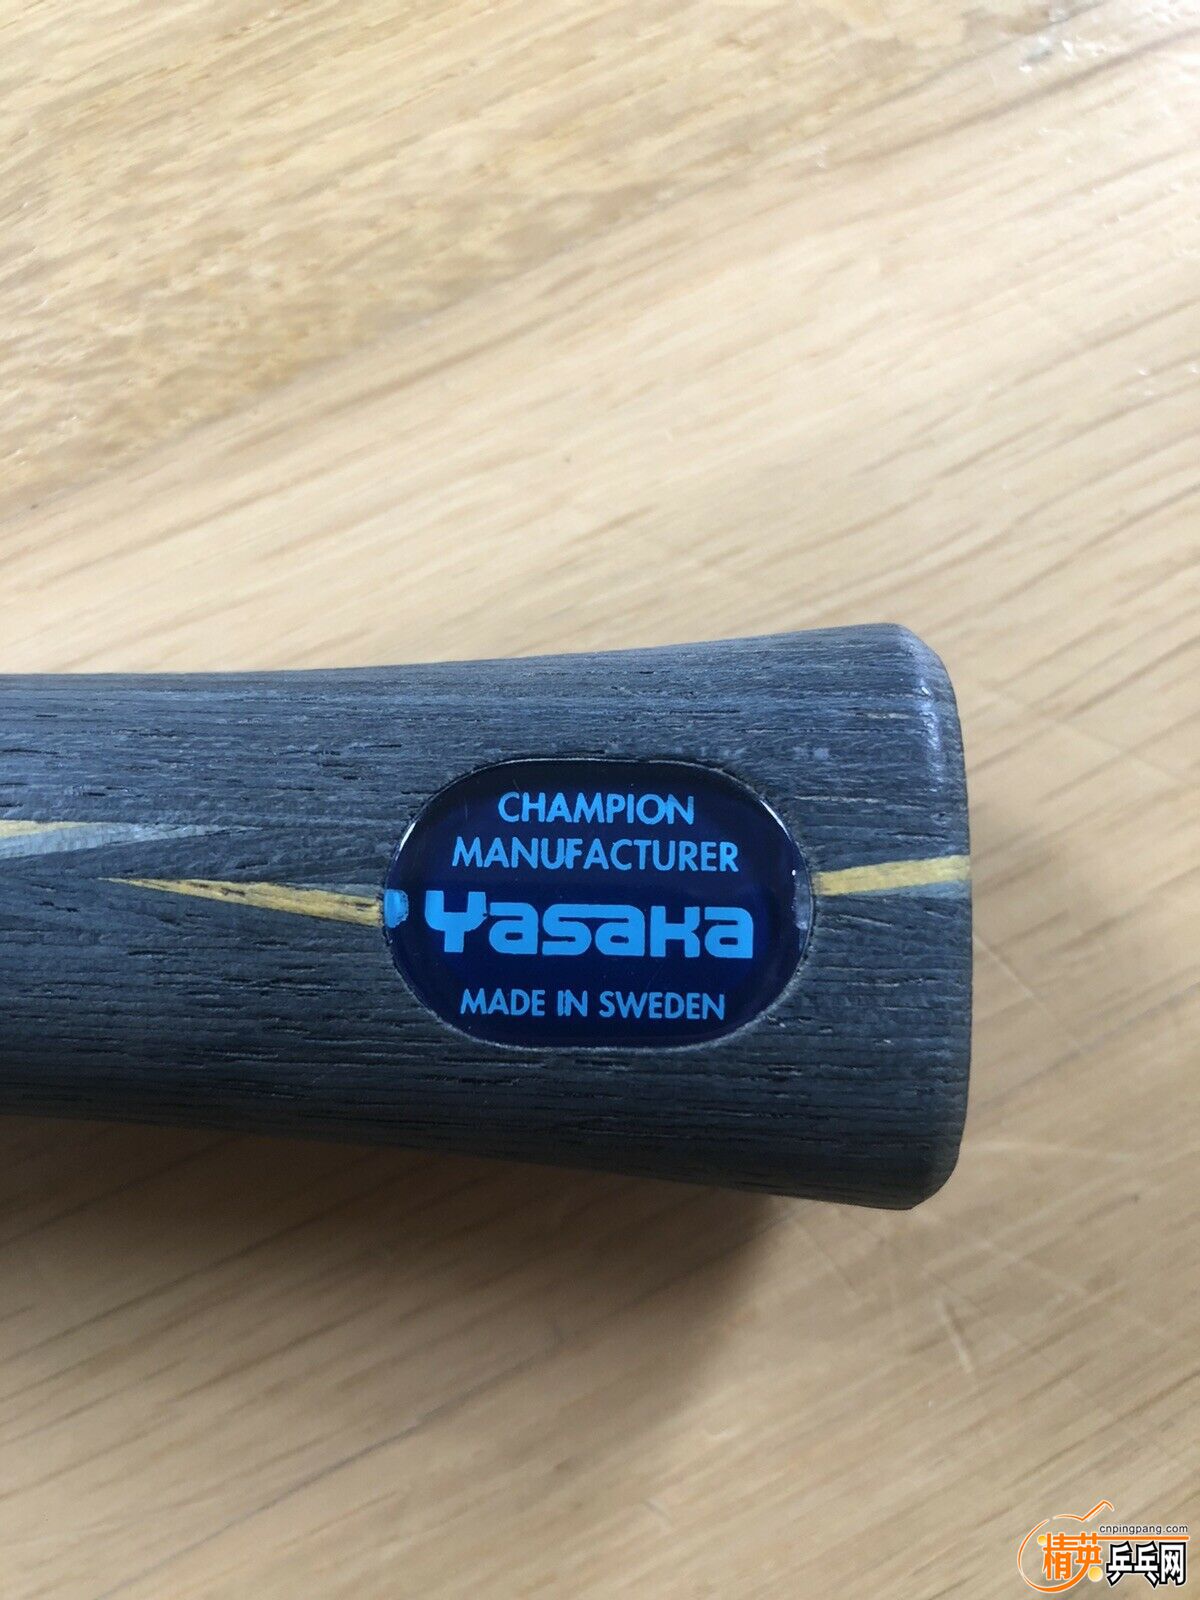 CHAMPION
MANUFACTURER
Yasaka
MADE IN SWEDEN
cnpingpang.com
精英乒乓网